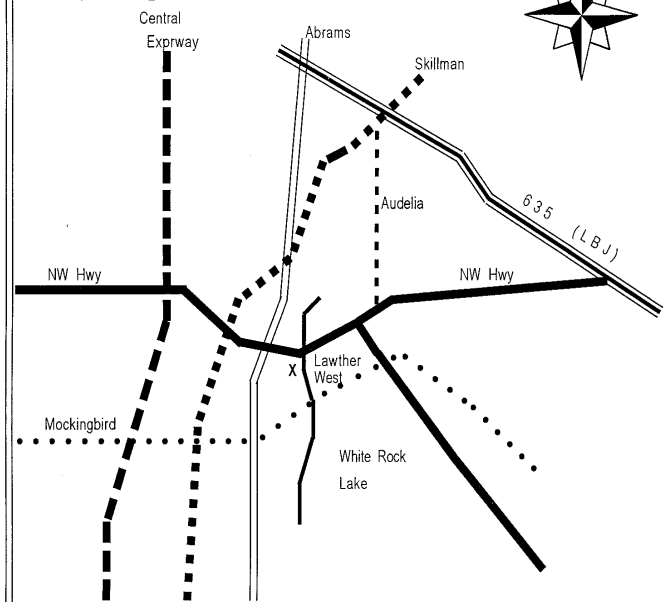 Central
Exprway
Abrams
Skillman
Audelia
635 (LBJ)
NW Hwy
NW Hwy
X
Lawther
West
Mockingbird
White Rock
Lake